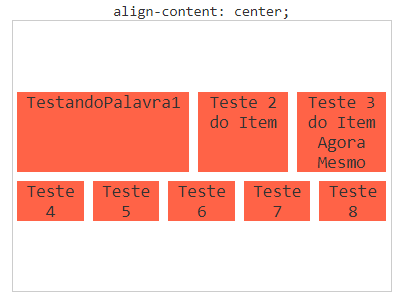 align-content: center;
TestandoPalavra1
Teste 2
do Item
Teste 3
do Item
Agora
Mesmo
Teste
4
Teste
5
Teste
6
Teste
7
Teste
8